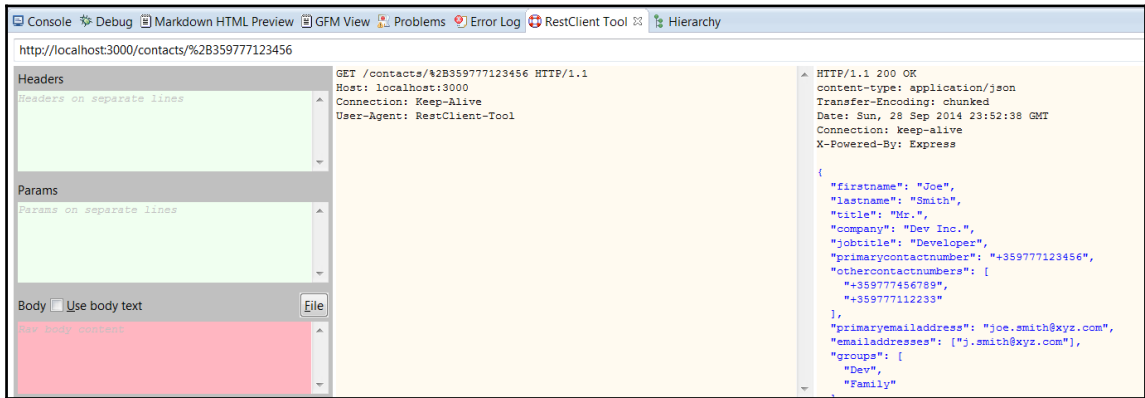 Console Debug Markdown HTML Preview GFM View Problems Error Log RestClient Tool Hierarchy
http://localhost:3000/contacts/%2B359777123456
Headers
Headers on separate lines
Params
Params on separate lines
Body Use body text File
Raw body content
GET /contacts/%2B359777123456 HTTP/1.1
Host: localhost:3000
Connection: Keep-Alive
User-Agent: RestClient-Tool
HTTP/1.1 200 OK
content-type: application/json
Transfer-Encoding: chunked
Date: Sun, 28 Sep 2014 23:52:38 GMT
Connection: keep-alive
X-Powered-By: Express
{
"firstname": "Joe",
"lastname": "Smith",
"title": "Mr.",
"company": "Dev Inc.",
"jobtitle": "Developer",
"primarycontactnumber": "+359777123456",
"othercontactnumbers": [
"+359777456789",
"+359777112233"
],
"primaryemailaddress": "joe.smith@xyz.com",
"emailaddresses": ["j.smith@xyz.com"],
"groups": [
"Dev",
"Family"